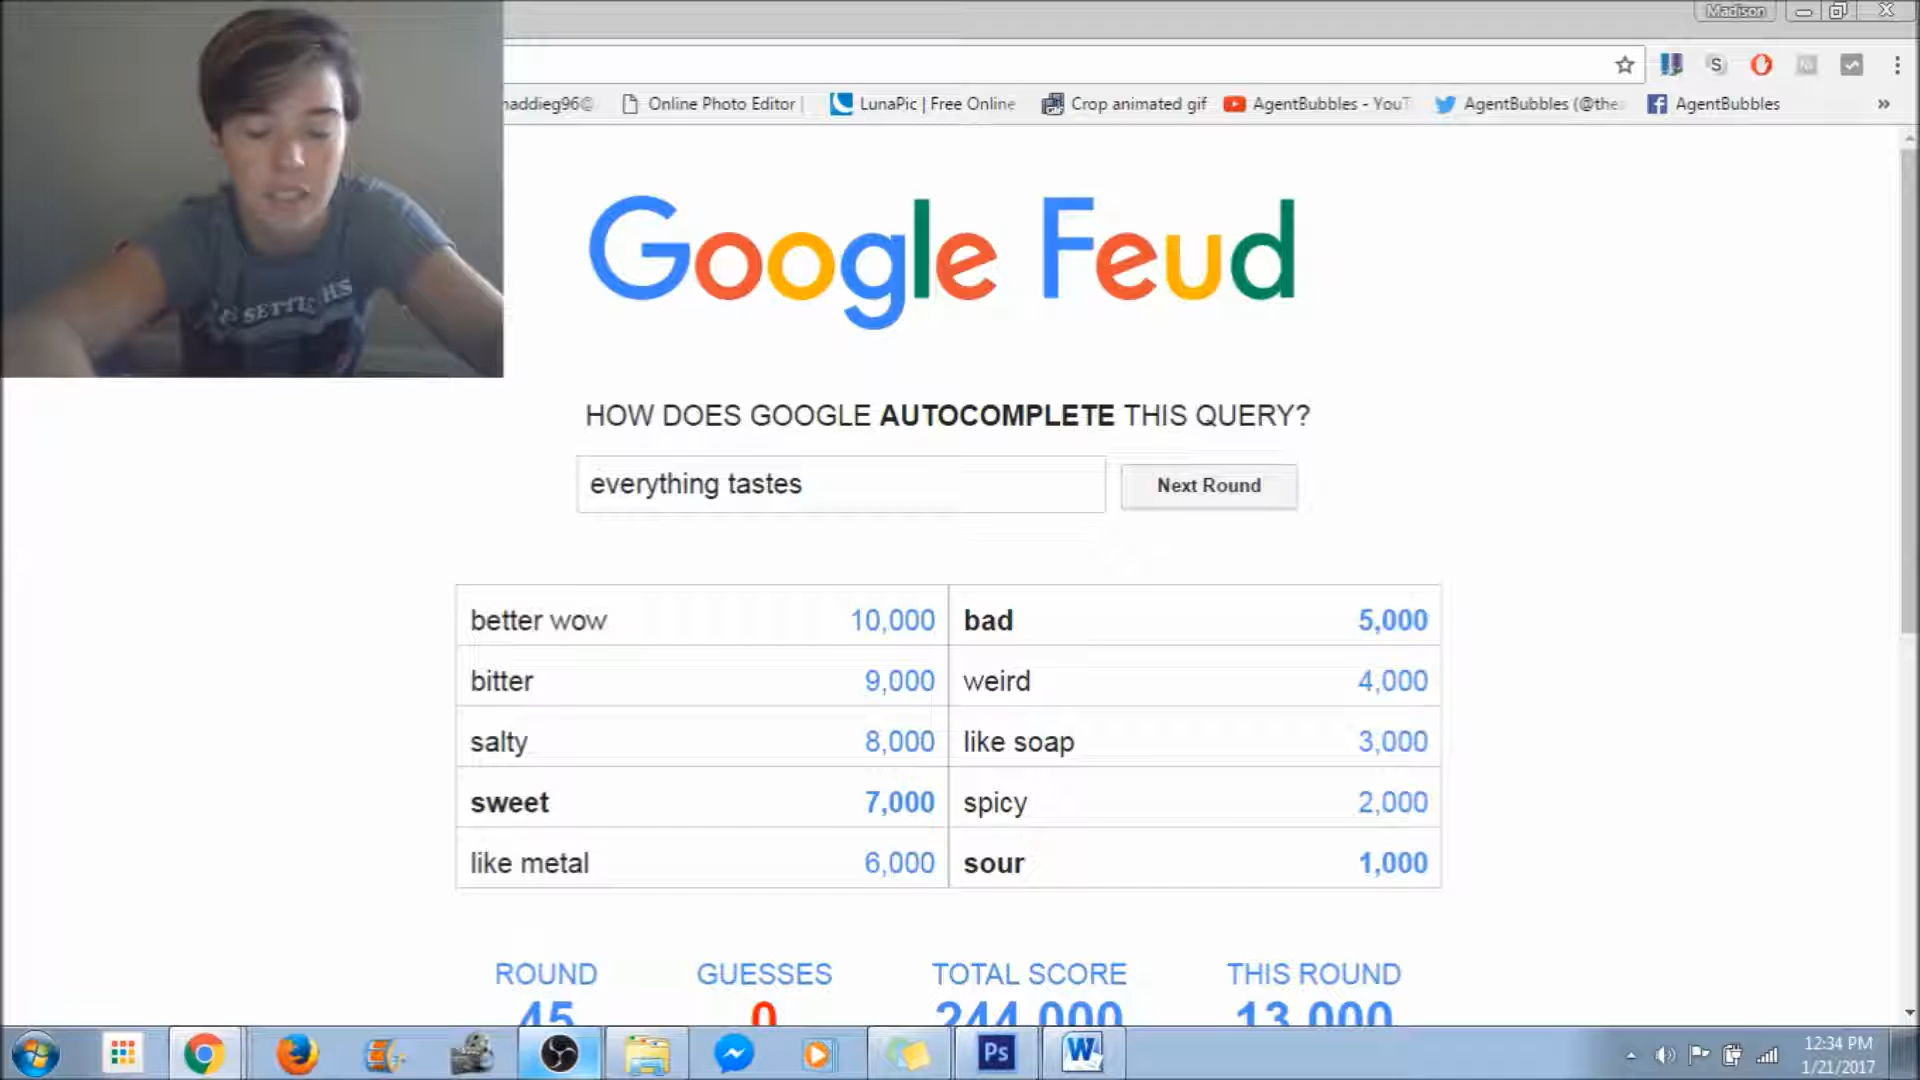 Madison
S
naddieg96@
Online Photo Editor |
LunaPic | Free Online
Crop animated gif
AgentBubbles - YouT
AgentBubbles (@the
AgentBubbles
»
Google Feud
HOW DOES GOOGLE AUTOCOMPLETE THIS QUERY?
everything tastes
Next Round
better wow 10,000 bad 5,000
bitter 9,000 weird 4,000
salty 8,000 like soap 3,000
sweet 7,000 spicy 2,000
like metal 6,000 sour 1,000
ROUND GUESSES TOTAL SCORE THIS ROUND
45 0 244,000 13,000
Ps
W
12:34 PM
1/21/2017